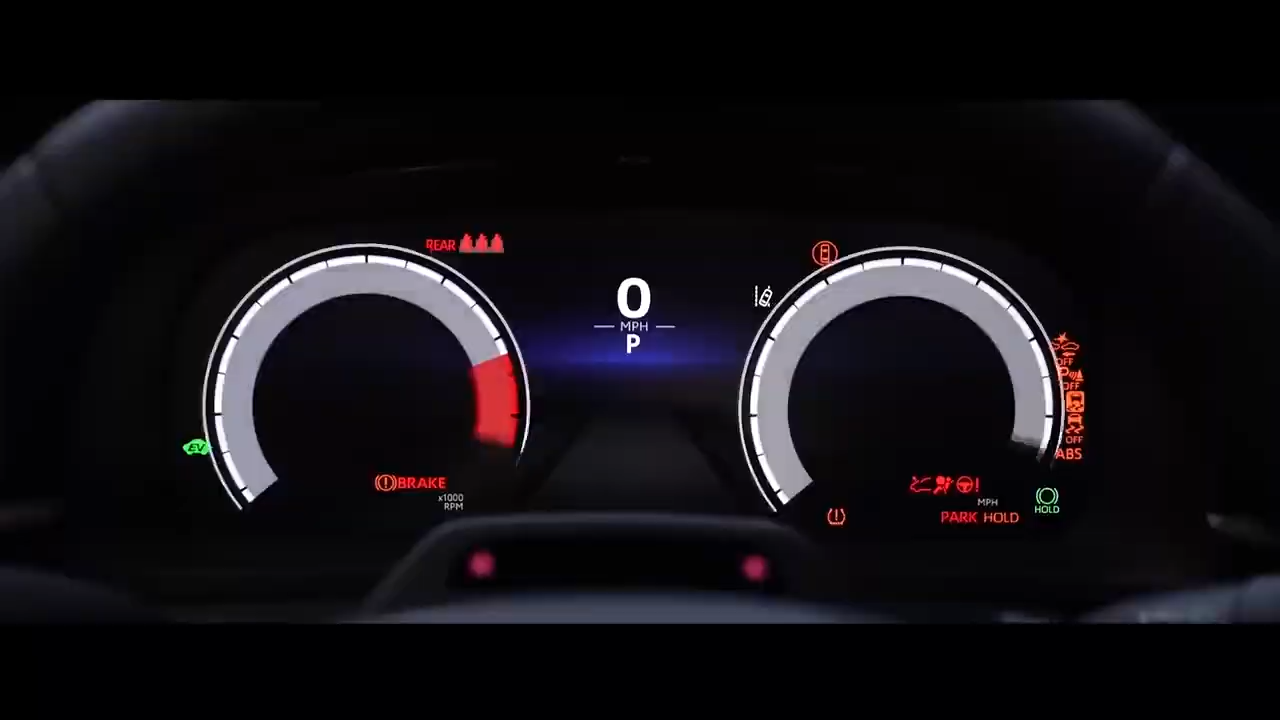 REAR
0
MPH
P
EV
BRAKE
x1000
RPM
OFF
P
OFF
OFF
ABS
MPH
PARK HOLD
HOLD